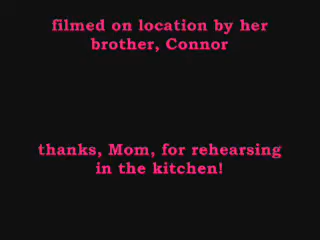 filmed on location by her
brother, Connor
thanks, Mom, for rehearsing
in the kitchen!